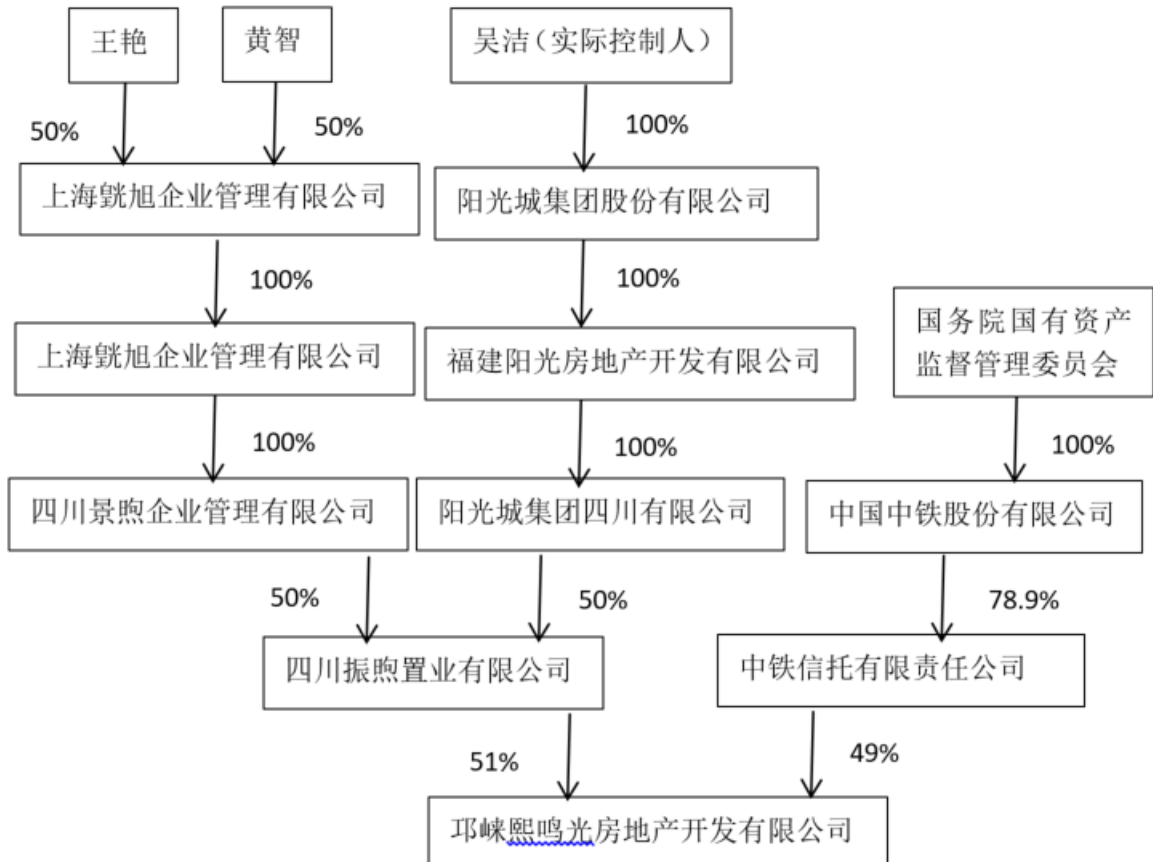 王艳
黄智
吴洁（实际控制人）
50%
50%
100%
上海皝旭企业管理有限公司
阳光城集团股份有限公司
100%
100%
上海皝旭企业管理有限公司
福建阳光房地产开发有限公司
国务院国有资产
监督管理委员会
100%
100%
100%
四川景煦企业管理有限公司
阳光城集团四川有限公司
中国中铁股份有限公司
50%
50%
78.9%
四川振煦置业有限公司
中铁信托有限责任公司
51%
49%
邛崃熙鸣光房地产开发有限公司